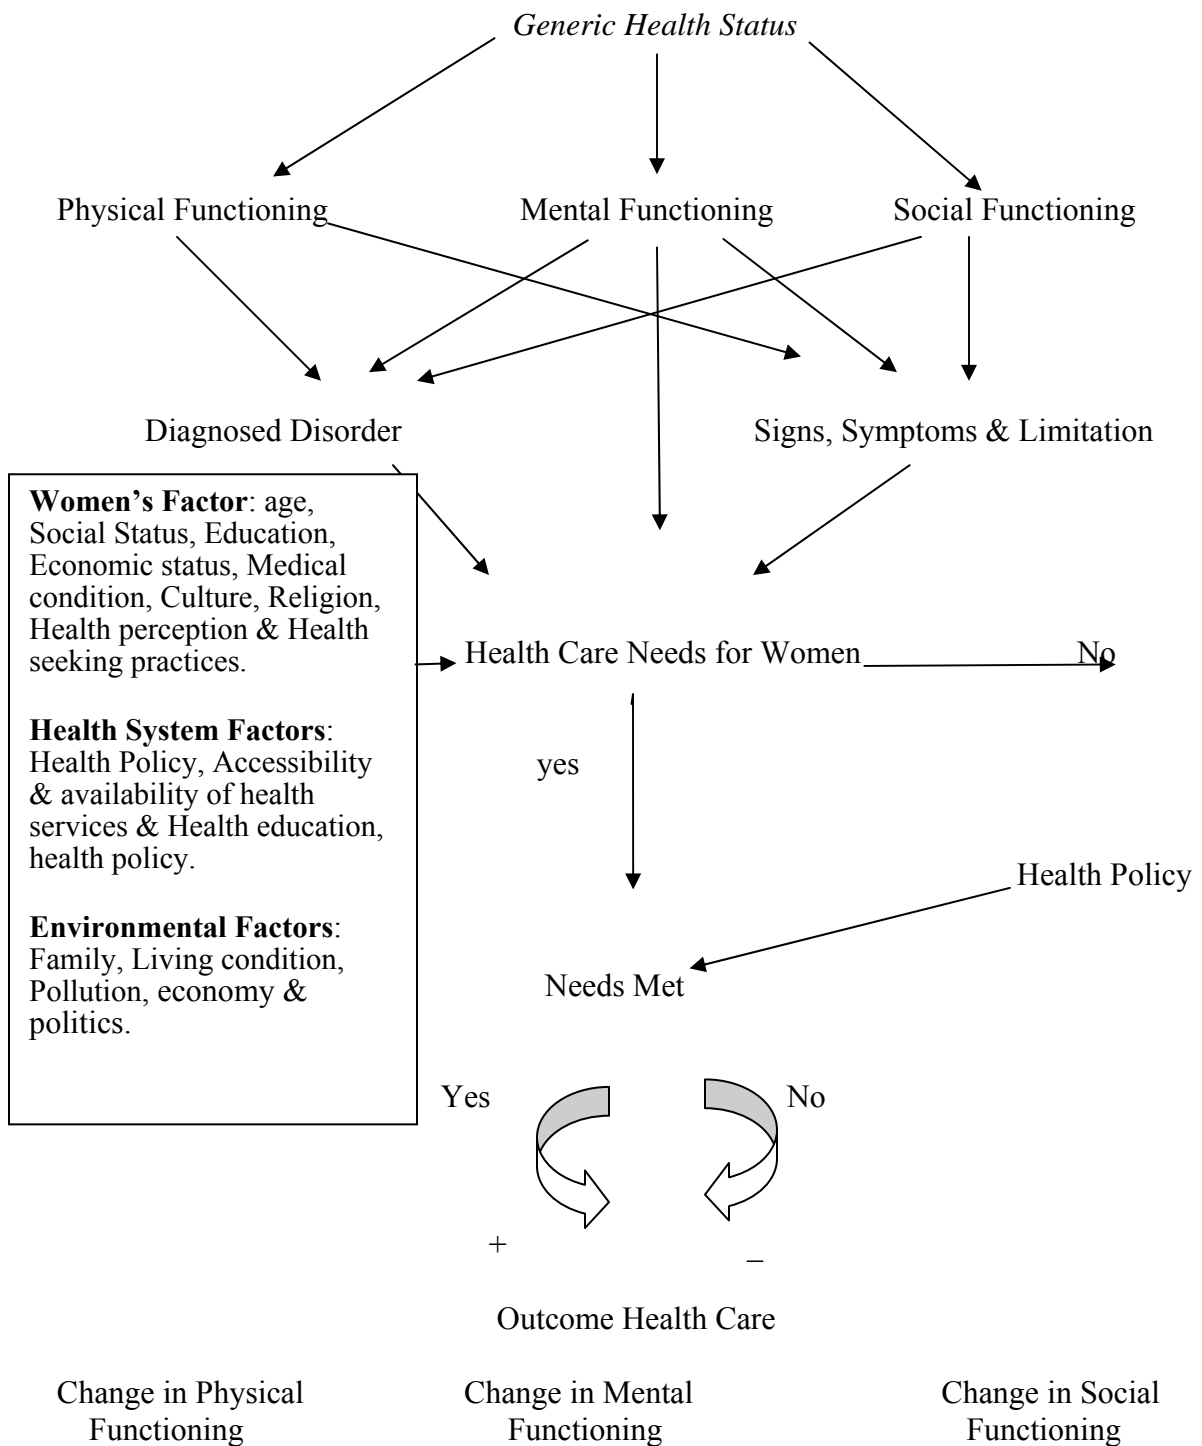 Generic Health Status
Physical Functioning
Mental Functioning
Social Functioning
Diagnosed Disorder
Signs, Symptoms & Limitation
Women’s Factor: age,
Social Status, Education,
Economic status, Medical
condition, Culture, Religion,
Health perception & Health
seeking practices.
Health System Factors:
Health Policy, Accessibility
& availability of health
services & Health education,
health policy.
Environmental Factors:
Family, Living condition,
Pollution, economy &
politics.
Health Care Needs for Women
No
yes
Health Policy
Needs Met
Yes
No
+
–
Outcome Health Care
Change in Physical
Functioning
Change in Mental
Functioning
Change in Social
Functioning